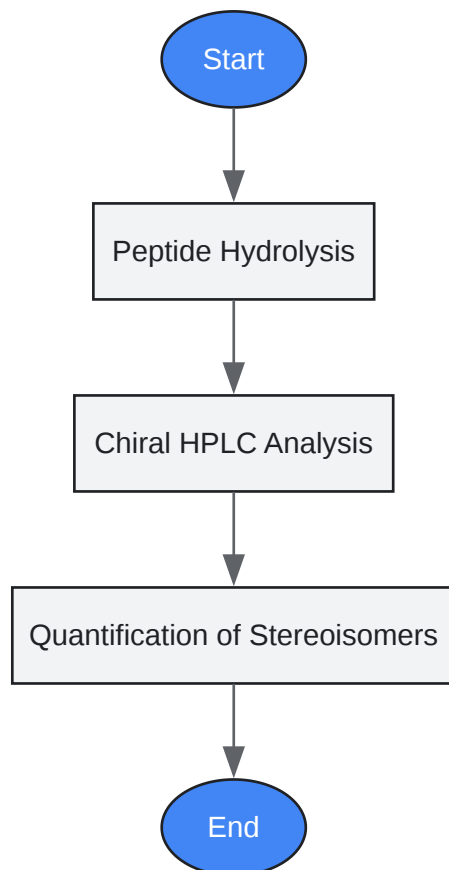 Start
Peptide Hydrolysis
Chiral HPLC Analysis
Quantification of Stereoisomers
End